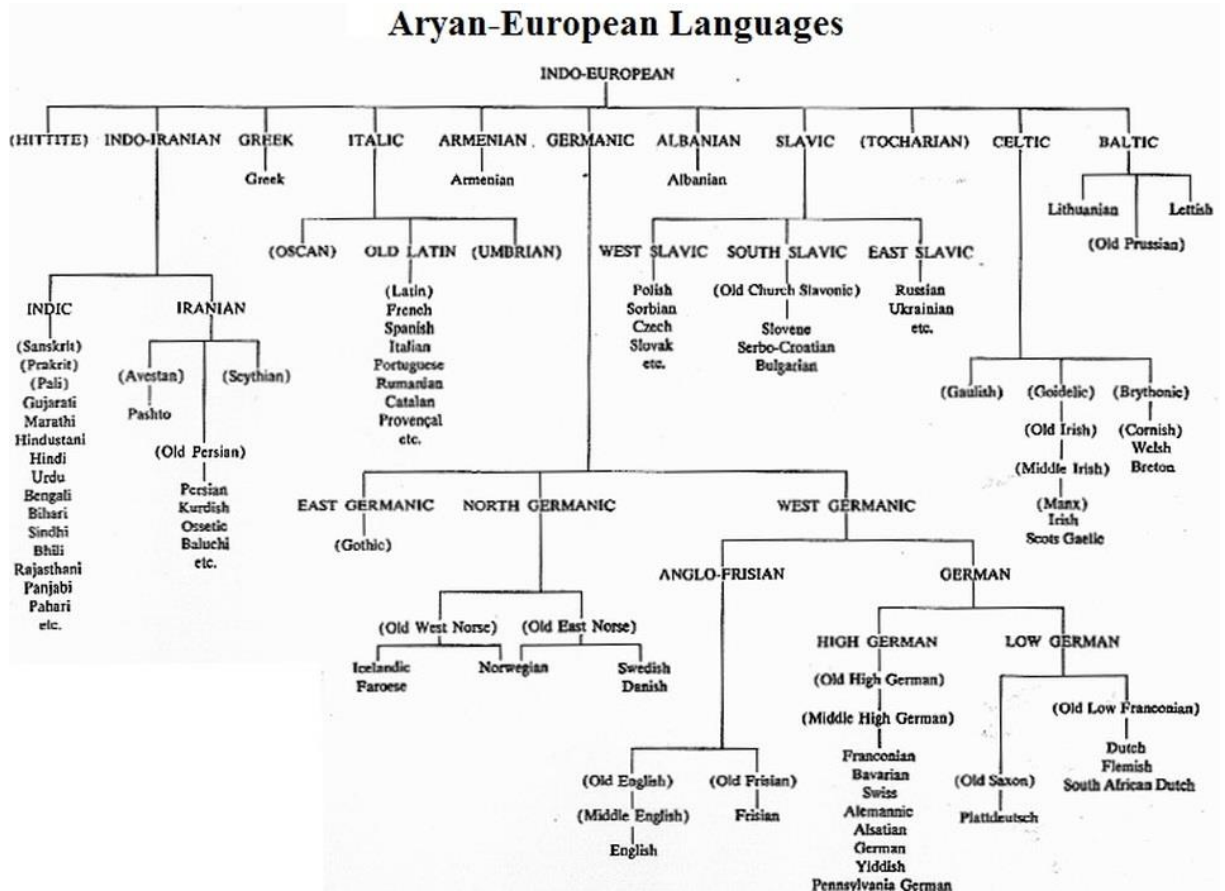 Aryan-European Languages
INDO-EUROPEAN
(HITTITE) INDO-IRANIAN GREEK ITALIC ARMENIAN GERMANIC ALBANIAN SLAVIC (TOCHARIAN) CELTIC BALTIC
Greek
Armenian
Albanian
Lithuanian
Lettish
(Old Prussian)
(OSCAN) OLD LATIN (UMBRIAN)
(Latin)
French
Spanish
Italian
Portuguese
Rumanian
Catalan
Provençal
etc.
WEST SLAVIC SOUTH SLAVIC EAST SLAVIC
Polish
Sorbian
Czech
Slovak
etc.
(Old Church Slavonic)
Slovene
Serbo-Croatian
Bulgarian
Russian
Ukrainian
etc.
INDIC
IRANIAN
(Sanskrit)
(Prakrit)
(Pali)
Gujarati
Marathi
Hindustani
Hindi
Urdu
Bengali
Bihari
Sindhi
Bhili
Rajasthani
Panjabi
Pahari
etc.
(Avestan)
Pashto
(Scythian)
(Old Persian)
Persian
Kurdish
Ossetic
Baluchi
etc.
(Gaulish) (Goidelic) (Brythonic)
(Old Irish)
(Middle Irish)
(Manx)
Irish
Scots Gaelic
(Cornish)
Welsh
Breton
EAST GERMANIC NORTH GERMANIC WEST GERMANIC
(Gothic)
(Old West Norse) (Old East Norse)
Icelandic
Faroese
Norwegian
Swedish
Danish
ANGLO-FRISIAN GERMAN
(Old English)
(Middle English)
English
(Old Frisian)
Frisian
HIGH GERMAN LOW GERMAN
(Old High German)
(Middle High German)
Franconian
Bavarian
Swiss
Alemannic
Alsatian
German
Yiddish
Pennsylvania German
(Old Saxon)
Plattdeutsch
(Old Low Franconian)
Dutch
Flemish
South African Dutch